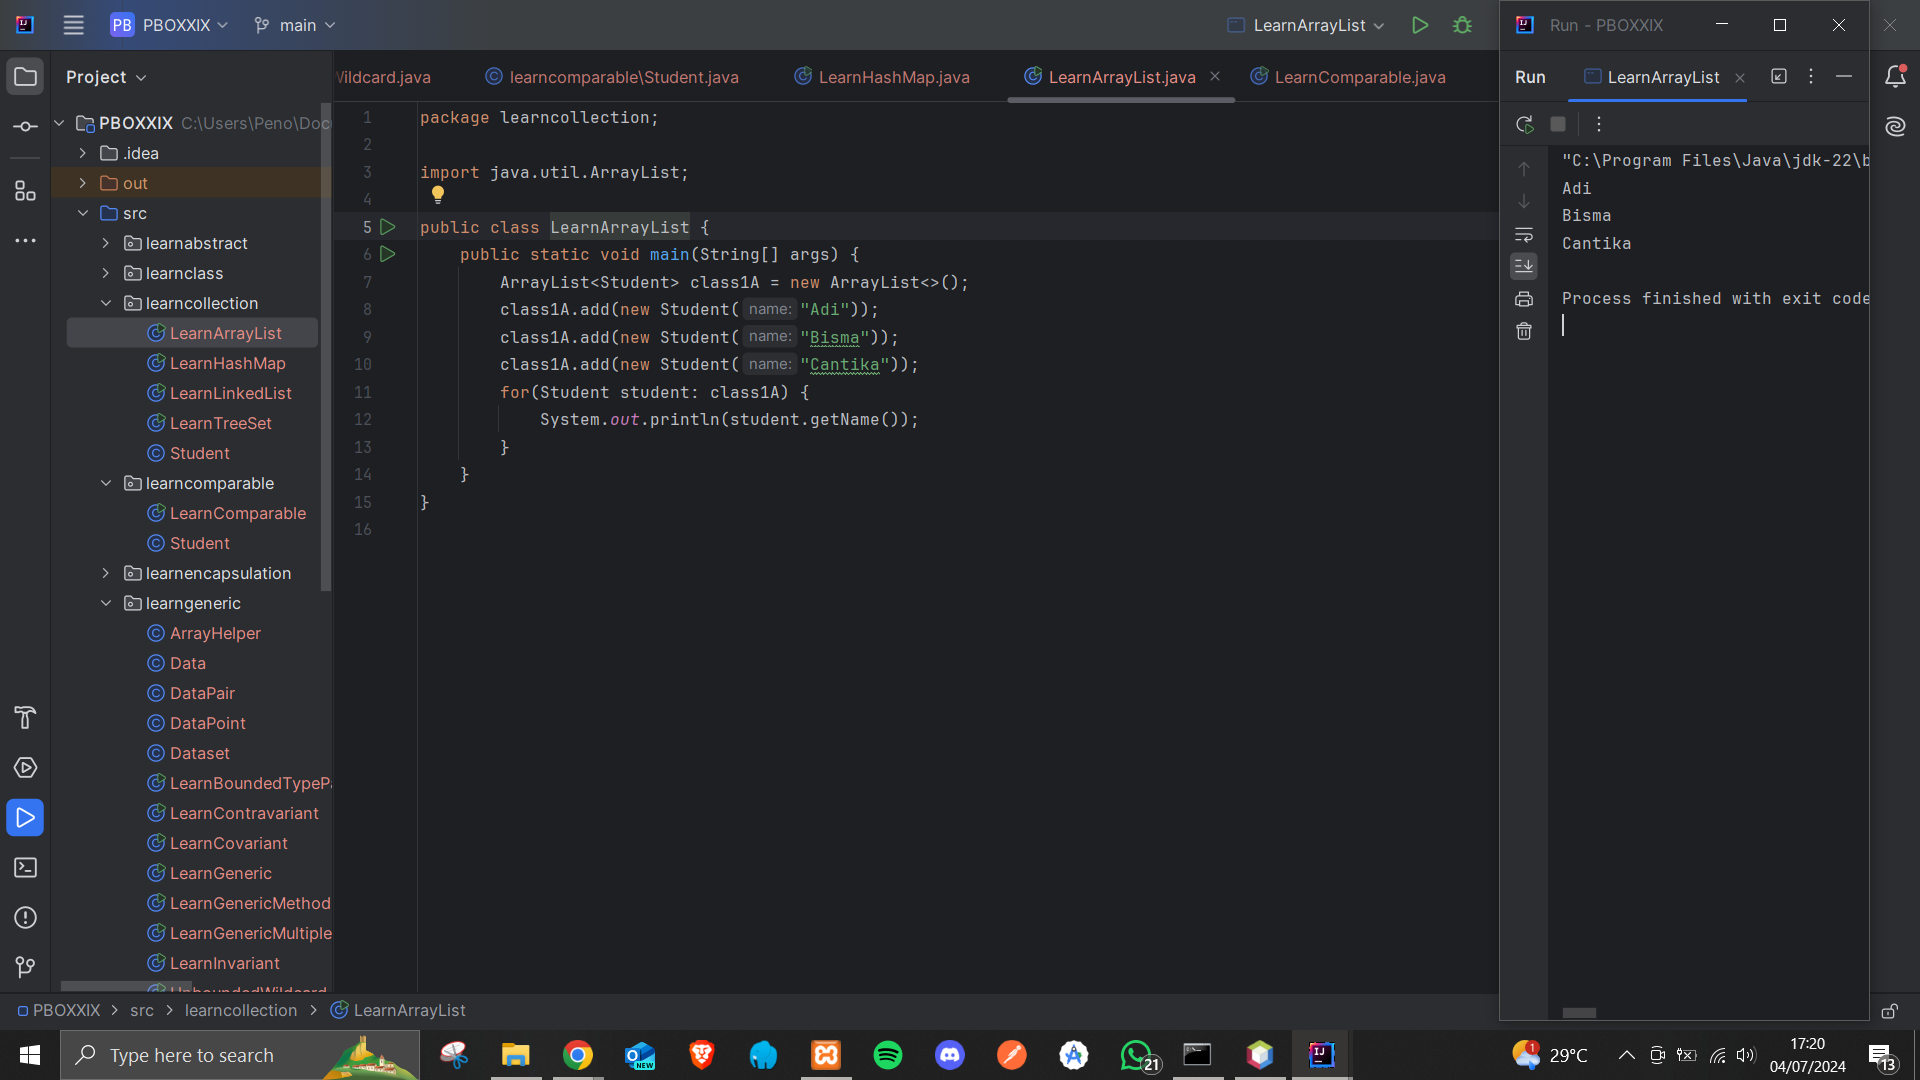 PB PBOXXIX main LearnArrayList
Run - PBOXXIX
Project
Wildcard.java learncomparable\Student.java LearnHashMap.java LearnArrayList.java LearnComparable.java
Run LearnArrayList
PBOXXIX C:\Users\Peno\Doc
.idea
out
src
learnabstract
learnclass
learncollection
LearnArrayList
LearnHashMap
LearnLinkedList
LearnTreeSet
Student
learncomparable
LearnComparable
Student
learnencapsulation
learngeneric
ArrayHelper
Data
DataPair
DataPoint
Dataset
LearnBoundedTypePa
LearnContravariant
LearnCovariant
LearnGeneric
LearnGenericMethod
LearnGenericMultiple
LearnInvariant
UnboundedWildcard
1 package learncollection;
2
3 import java.util.ArrayList;
4
5 public class LearnArrayList {
6 public static void main(String[] args) {
7 ArrayList<Student> class1A = new ArrayList<>();
8 class1A.add(new Student( name: "Adi"));
9 class1A.add(new Student( name: "Bisma"));
10 class1A.add(new Student( name: "Cantika"));
11 for(Student student: class1A) {
12 System.out.println(student.getName());
13 }
14 }
15 }
16
"C:\Program Files\Java\jdk-22\b
Adi
Bisma
Cantika
Process finished with exit code
PBOXXIX > src > learncollection > LearnArrayList
Type here to search
NEW
21
IJ
1
29°C
17:20
04/07/2024
13